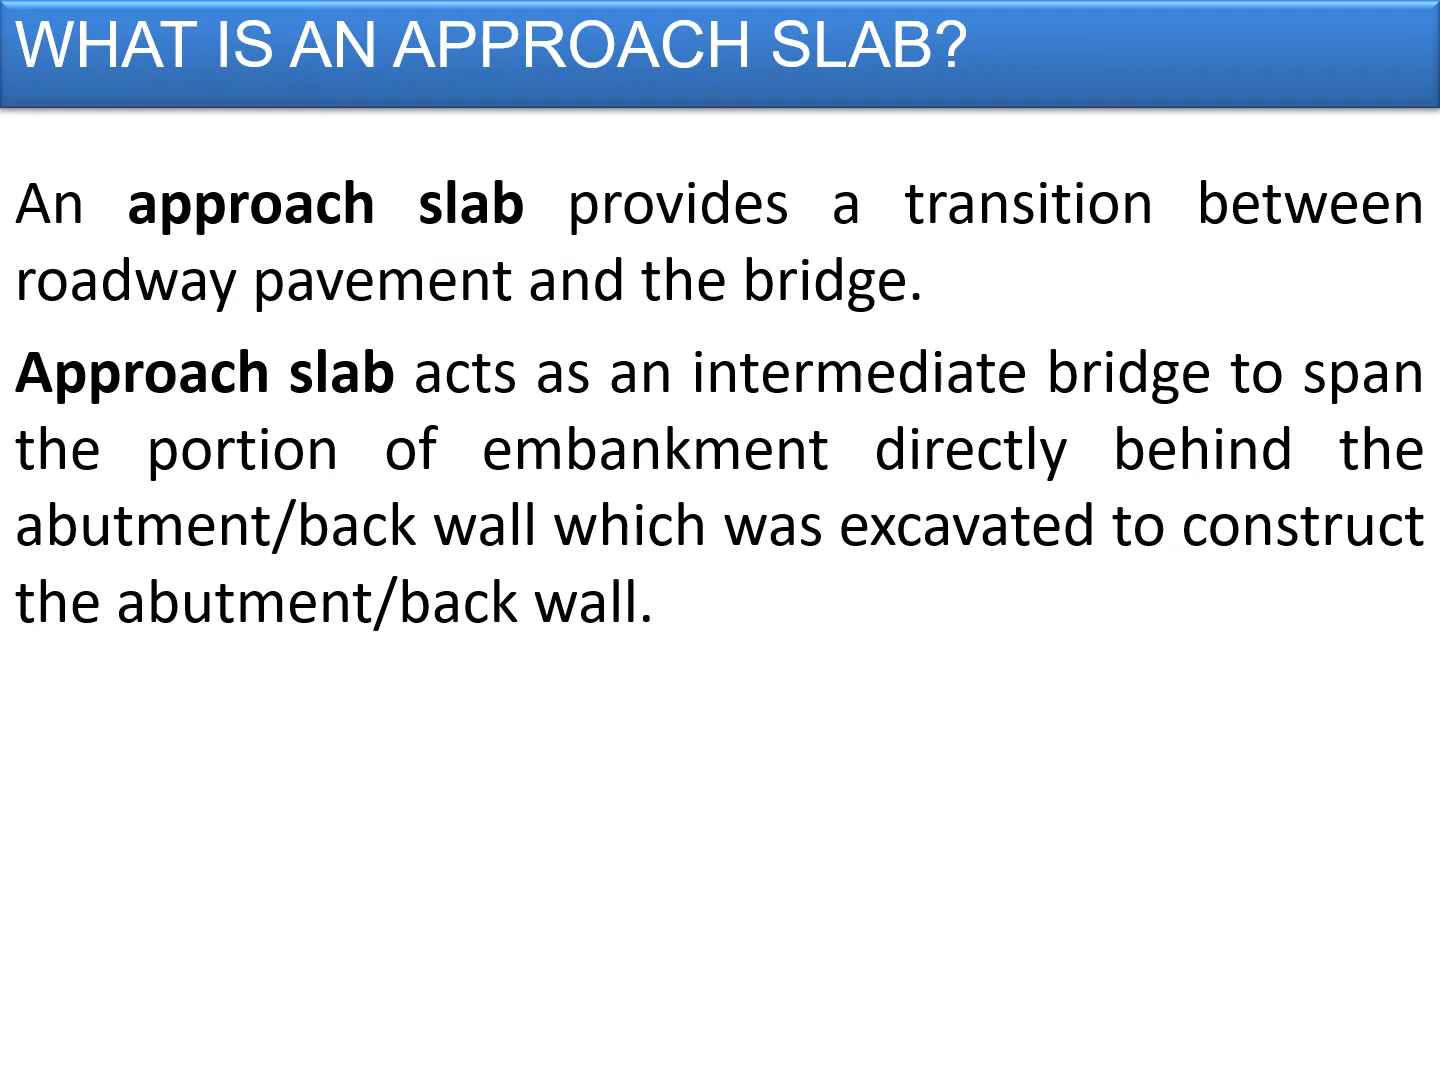 WHAT IS AN APPROACH SLAB?
An approach slab provides a transition between
roadway pavement and the bridge.
Approach slab acts as an intermediate bridge to span
the portion of embankment directly behind the
abutment/back wall which was excavated to construct
the abutment/back wall.